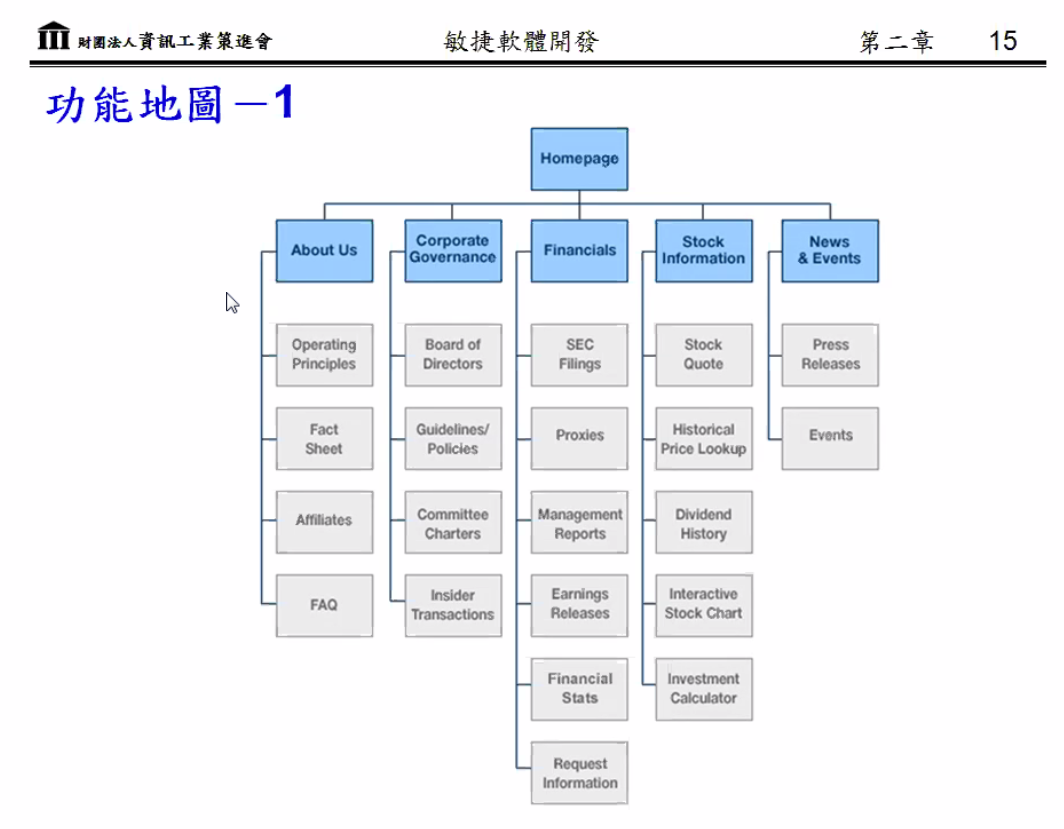 財團法人資訊工業策進會 敏捷軟體開發 第二章 15
功能地圖－1
Homepage
About Us
Corporate
Governance
Financials
Stock
Information
News
& Events
Operating
Principles
Board of
Directors
SEC
Filings
Stock
Quote
Press
Releases
Fact
Sheet
Guidelines/
Policies
Proxies
Historical
Price Lookup
Events
Affiliates
Committee
Charters
Management
Reports
Dividend
History
FAQ
Insider
Transactions
Earnings
Releases
Interactive
Stock Chart
Financial
Stats
Investment
Calculator
Request
Information